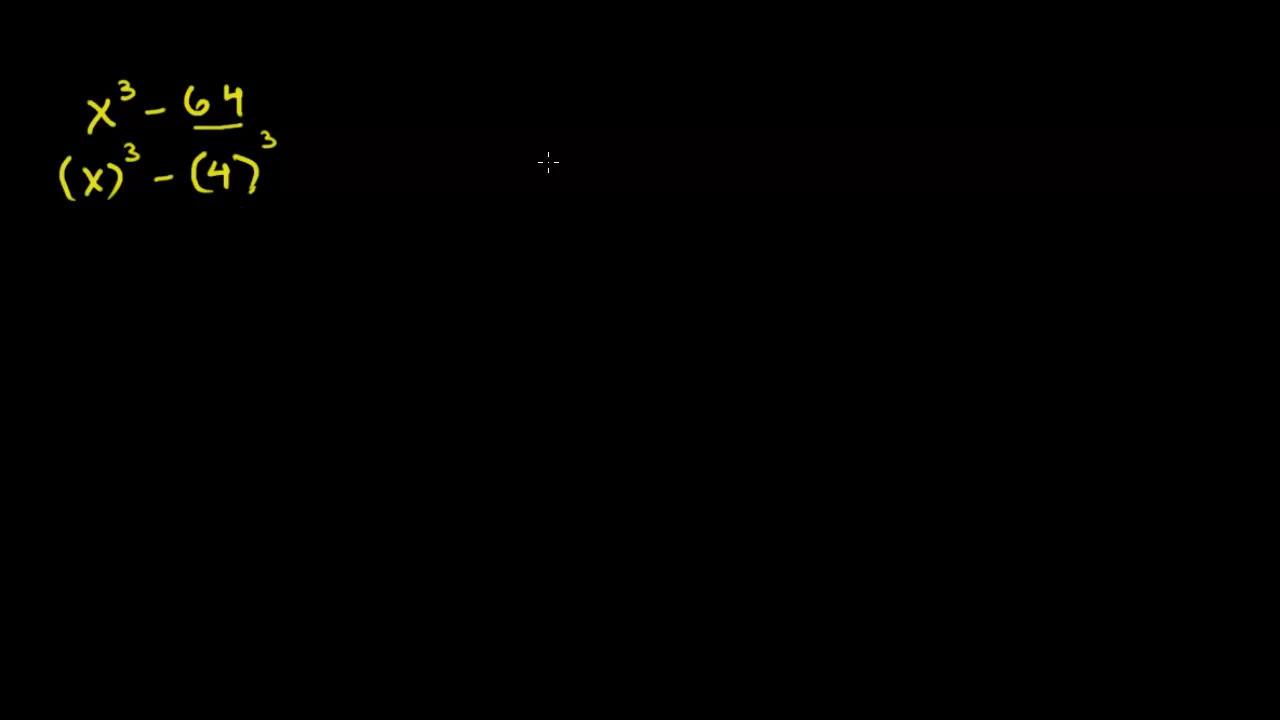 x³ - 64
(x)³ - (4)³